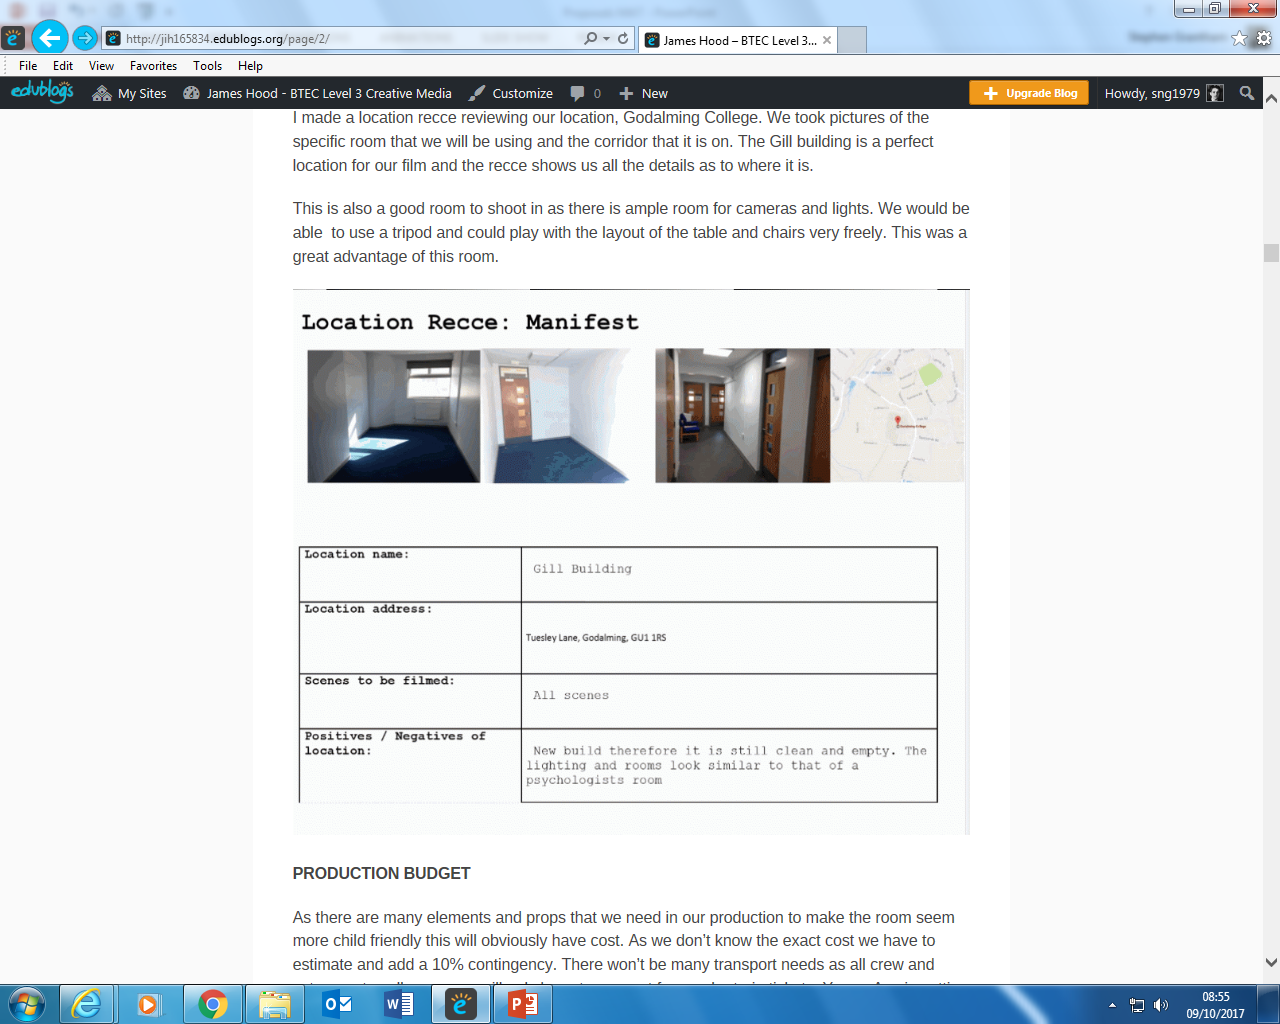 http://jih165834.edublogs.org/page/2/
James Hood – BTEC Level 3...
File Edit View Favorites Tools Help
edublogs My Sites James Hood - BTEC Level 3 Creative Media Customize 0 New Upgrade Blog Howdy, sng1979
I made a location recce reviewing our location, Godalming College. We took pictures of the
specific room that we will be using and the corridor that it is on. The Gill building is a perfect
location for our film and the recce shows us all the details as to where it is.
This is also a good room to shoot in as there is ample room for cameras and lights. We would be
able to use a tripod and could play with the layout of the table and chairs very freely. This was a
great advantage of this room.
Location Recce: Manifest
Location name:
Gill Building
Location address:
Tuesley Lane, Godalming, GU1 1RS
Scenes to be filmed:
All scenes
Positives / Negatives of
location:
New build therefore it is still clean and empty. The
lighting and rooms look similar to that of a
psychologists room
PRODUCTION BUDGET
As there are many elements and props that we need in our production to make the room seem
more child friendly this will obviously have cost. As we don’t know the exact cost we have to
estimate and add a 10% contingency. There won’t be many transport needs as all crew and
08:55
09/10/2017